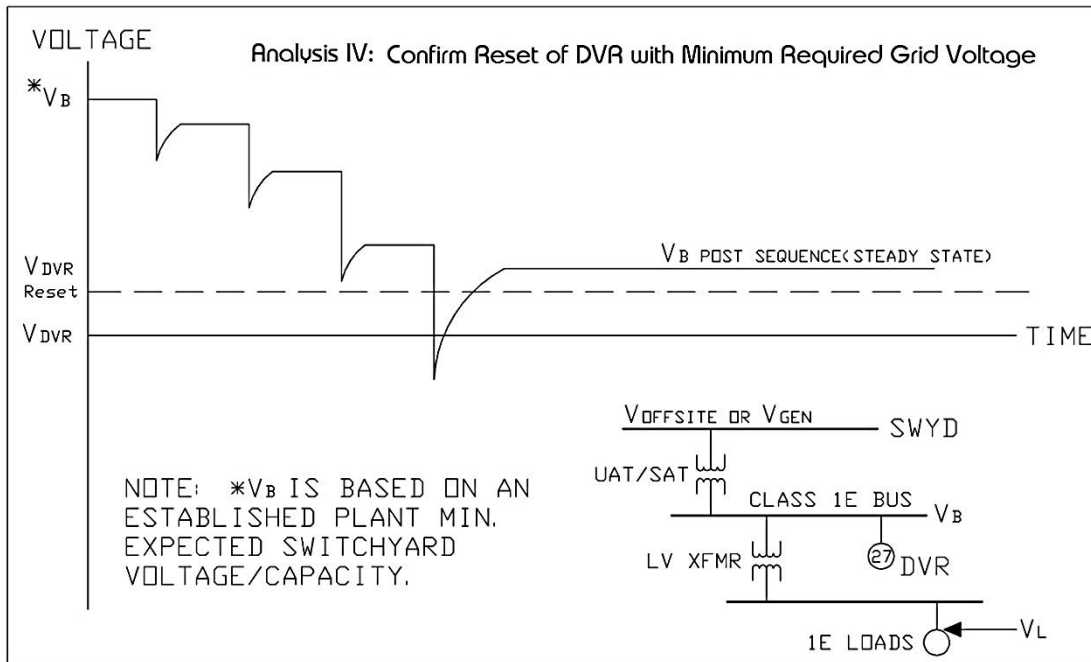 VOLTAGE
Analysis IV: Confirm Reset of DVR with Minimum Required Grid Voltage
*VB
VDVR
Reset
VB POST SEQUENCE(STEADY STATE)
VDVR
TIME
VOFFSITE OR VGEN
SWYD
UAT/SAT
CLASS 1E BUS
VB
LV XFMR
27
DVR
1E LOADS
VL
NOTE: *VB IS BASED ON AN
ESTABLISHED PLANT MIN.
EXPECTED SWITCHYARD
VOLTAGE/CAPACITY.